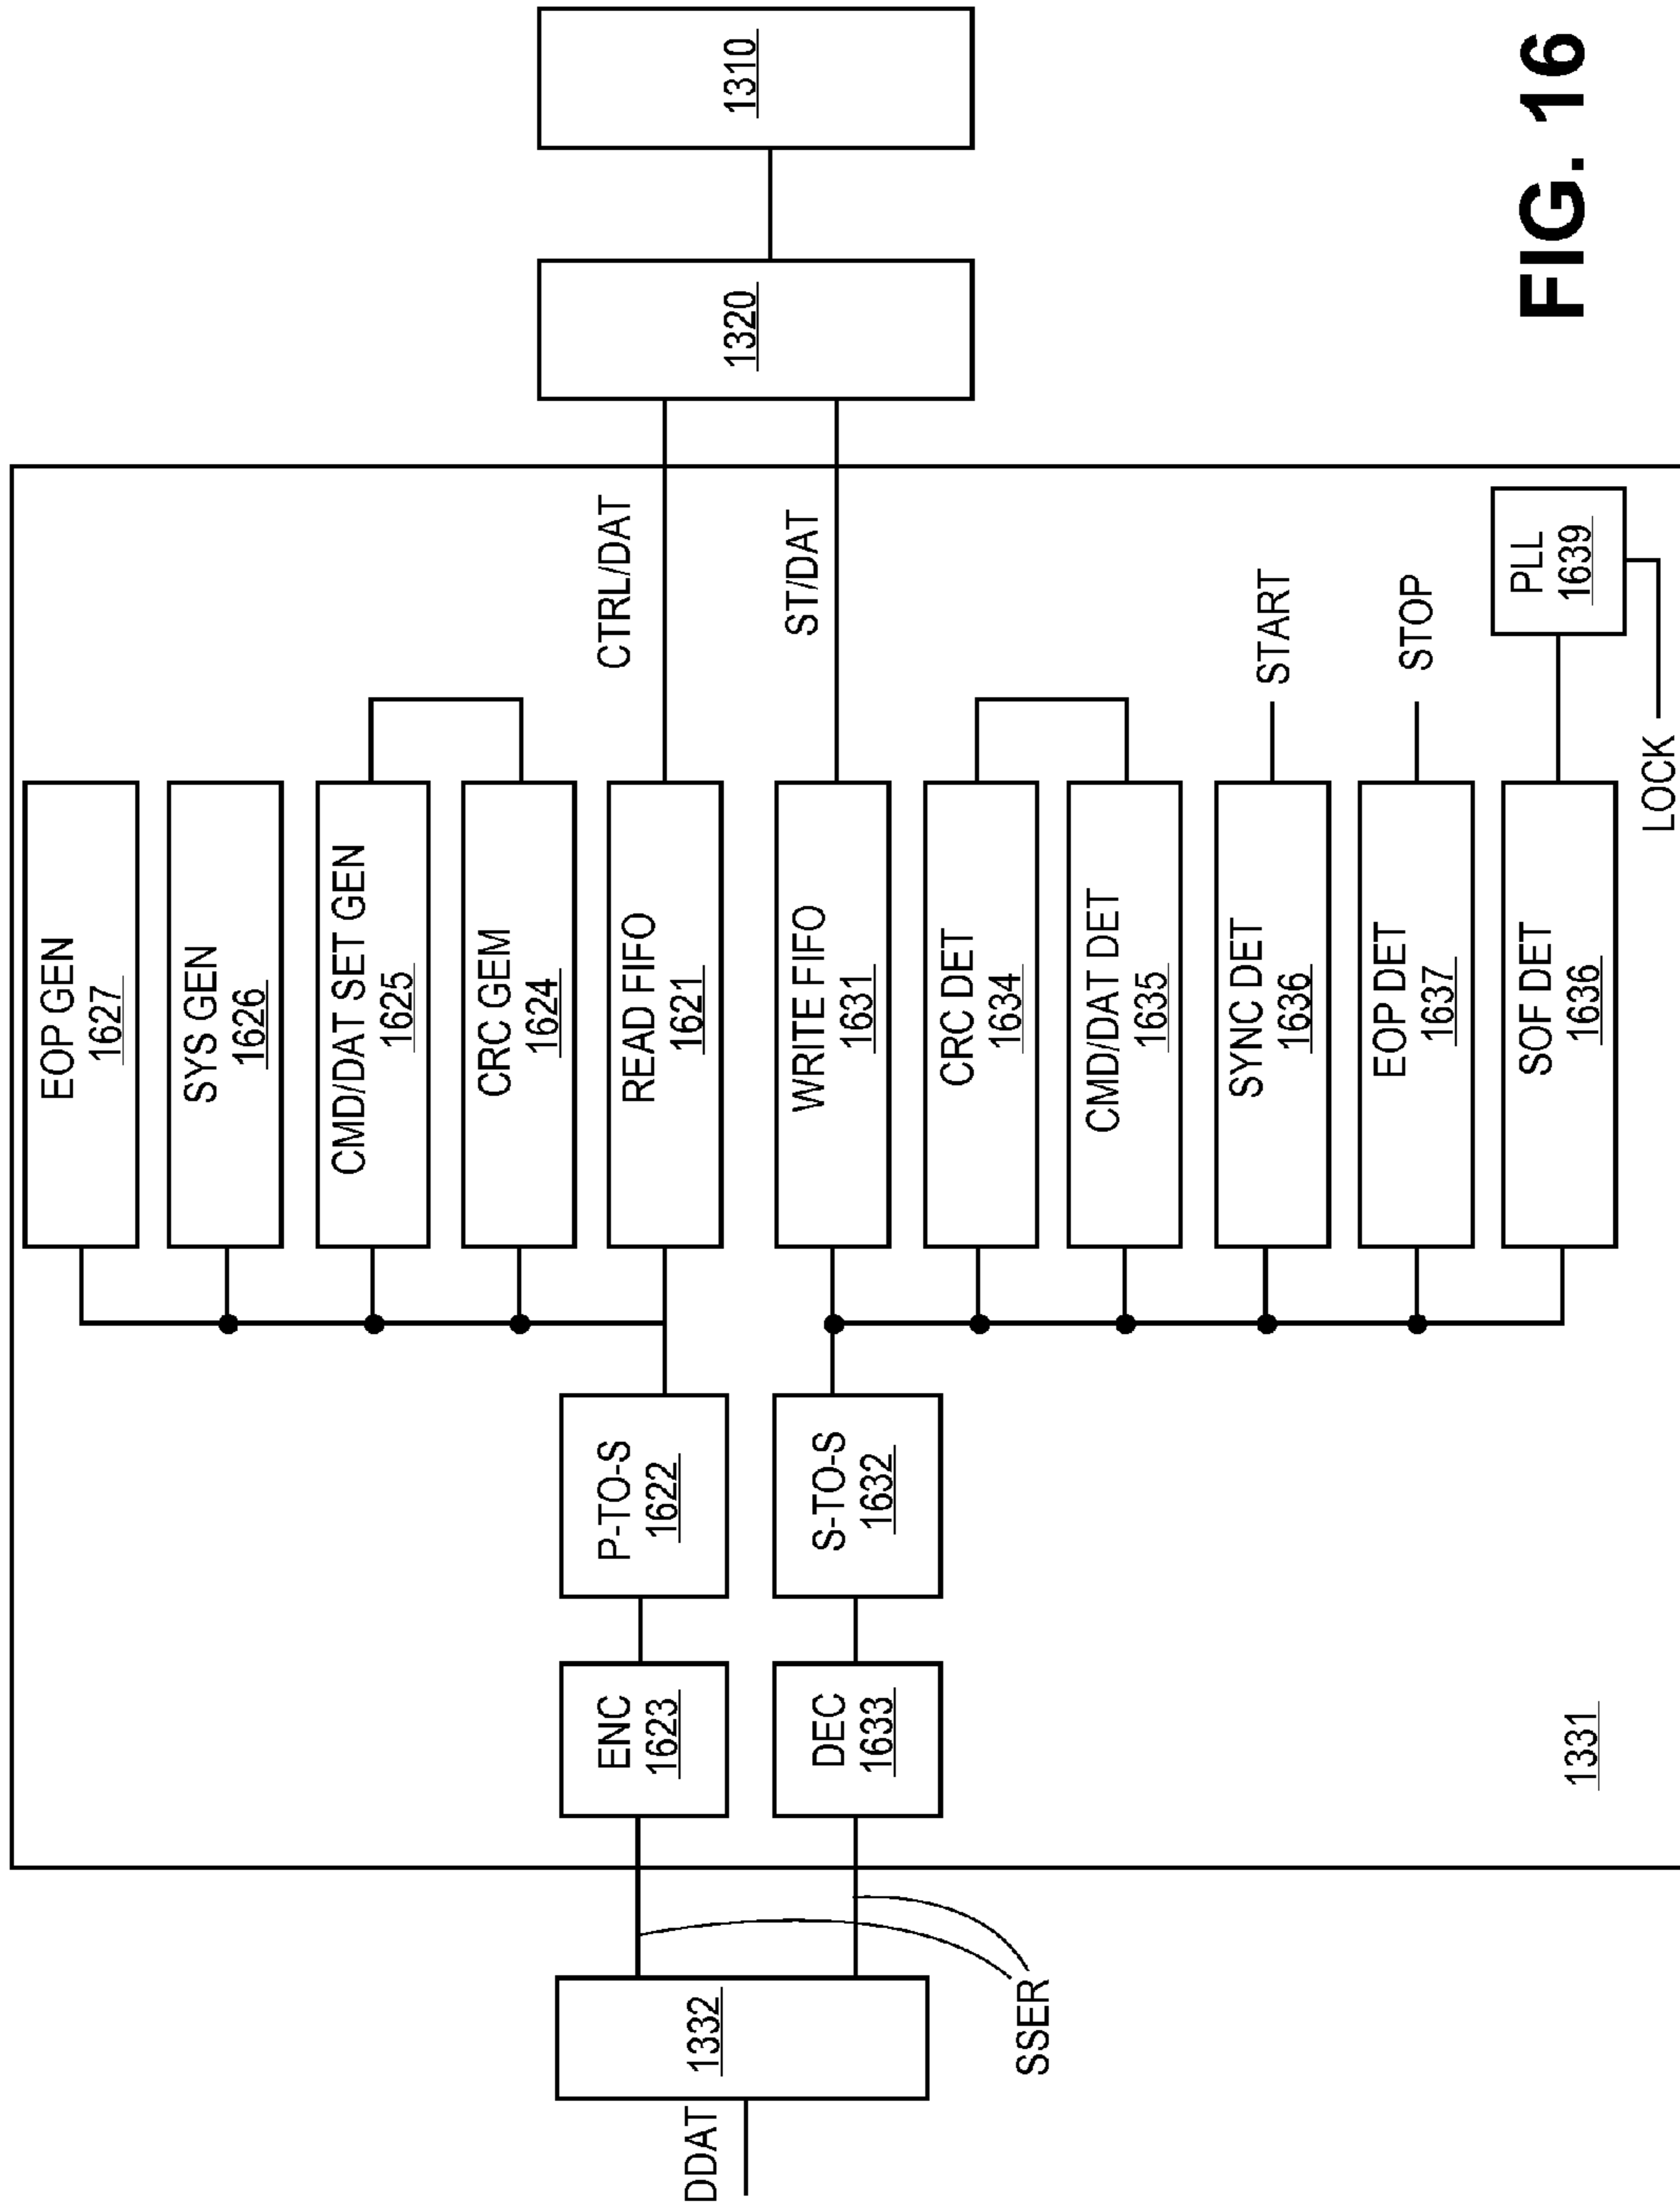 EOP GEN
1627
SYS GEN
1626
CMD/DAT SET GEN
1625
CRC GEM
1624
READ FIFO
1621
CTRL/DAT
1320
1310
P-TO-S
1622
ENC
1623
DDAT
1332
SSER
DEC
1633
S-TO-S
1632
WRITE FIFO
1631
ST/DAT
CRC DET
1634
CMD/DAT DET
1635
SYNC DET
1636
START
EOP DET
1637
STOP
SOF DET
1636
PLL
1639
LOCK
1331
FIG. 16